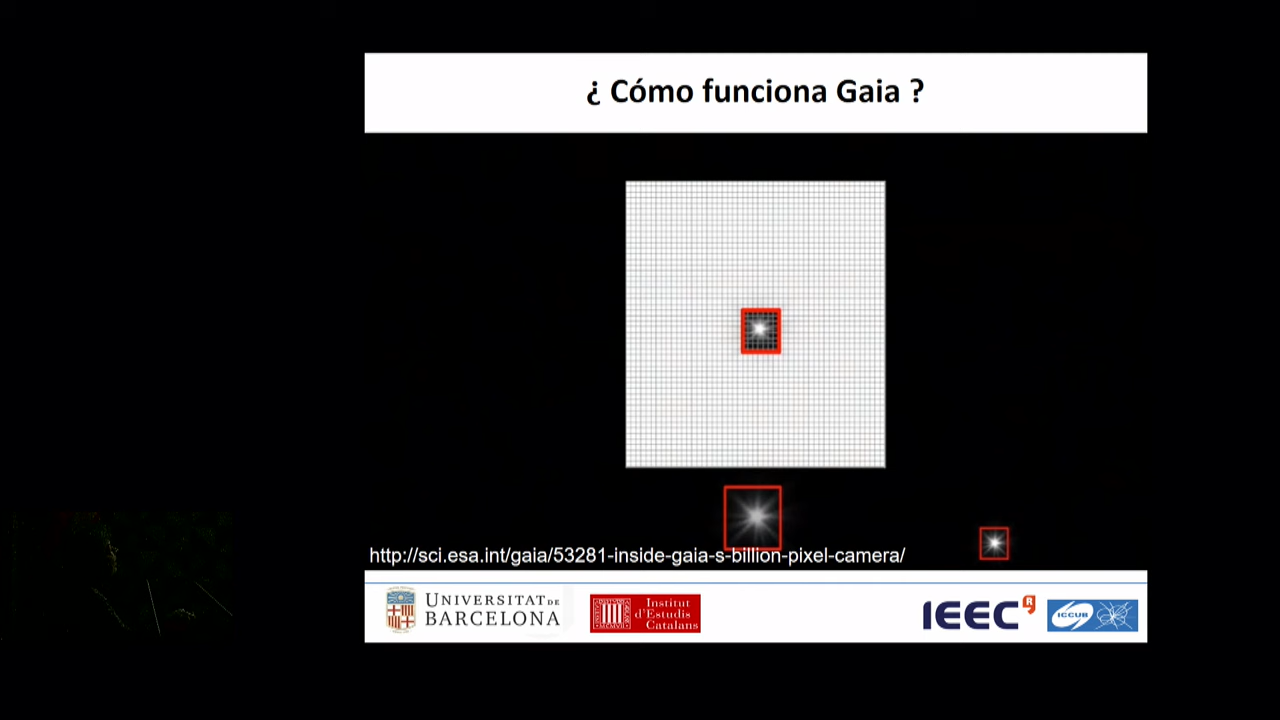 ¿ Cómo funciona Gaia ?
http://sci.esa.int/gaia/53281-inside-gaia-s-billion-pixel-camera/
UNIVERSITAT DE
BARCELONA
Institut
d'Estudis
Catalans
IEEC
ICCUB